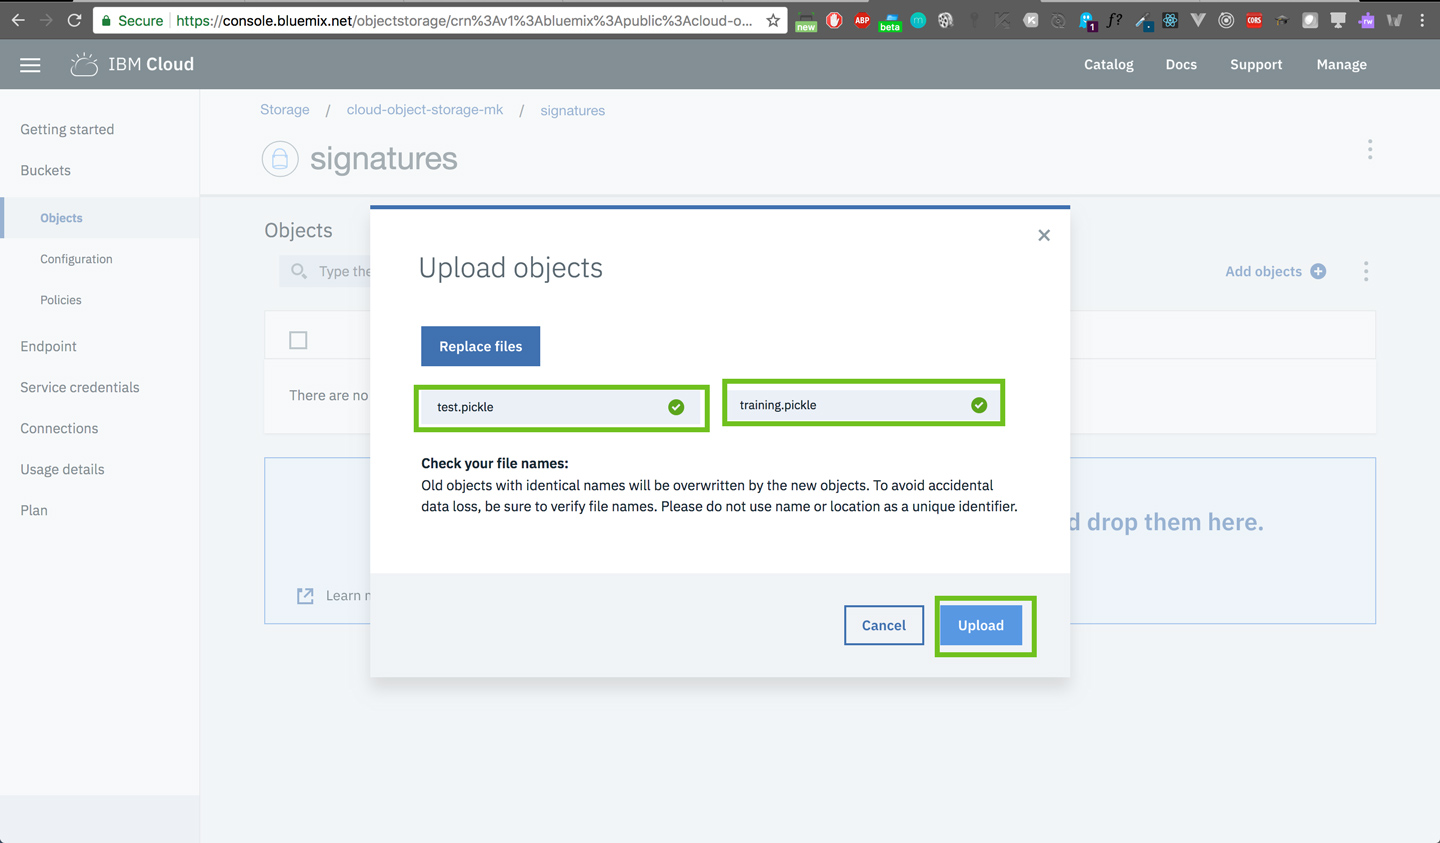 Secure
https://console.bluemix.net/objectstorage/crn%3Av1%3Abluemix%3Apublic%3Acloud-o...
new
ABP
beta
1
f?
CORS
rw
IBM Cloud
Catalog
Docs
Support
Manage
Storage / cloud-object-storage-mk / signatures
signatures
Getting started
Buckets
Objects
Configuration
Policies
Endpoint
Service credentials
Connections
Usage details
Plan
Objects
Type the
Add objects
There are no
d drop them here.
Learn
Upload objects
Replace files
test.pickle
training.pickle
Check your file names:
Old objects with identical names will be overwritten by the new objects. To avoid accidental
data loss, be sure to verify file names. Please do not use name or location as a unique identifier.
Cancel
Upload